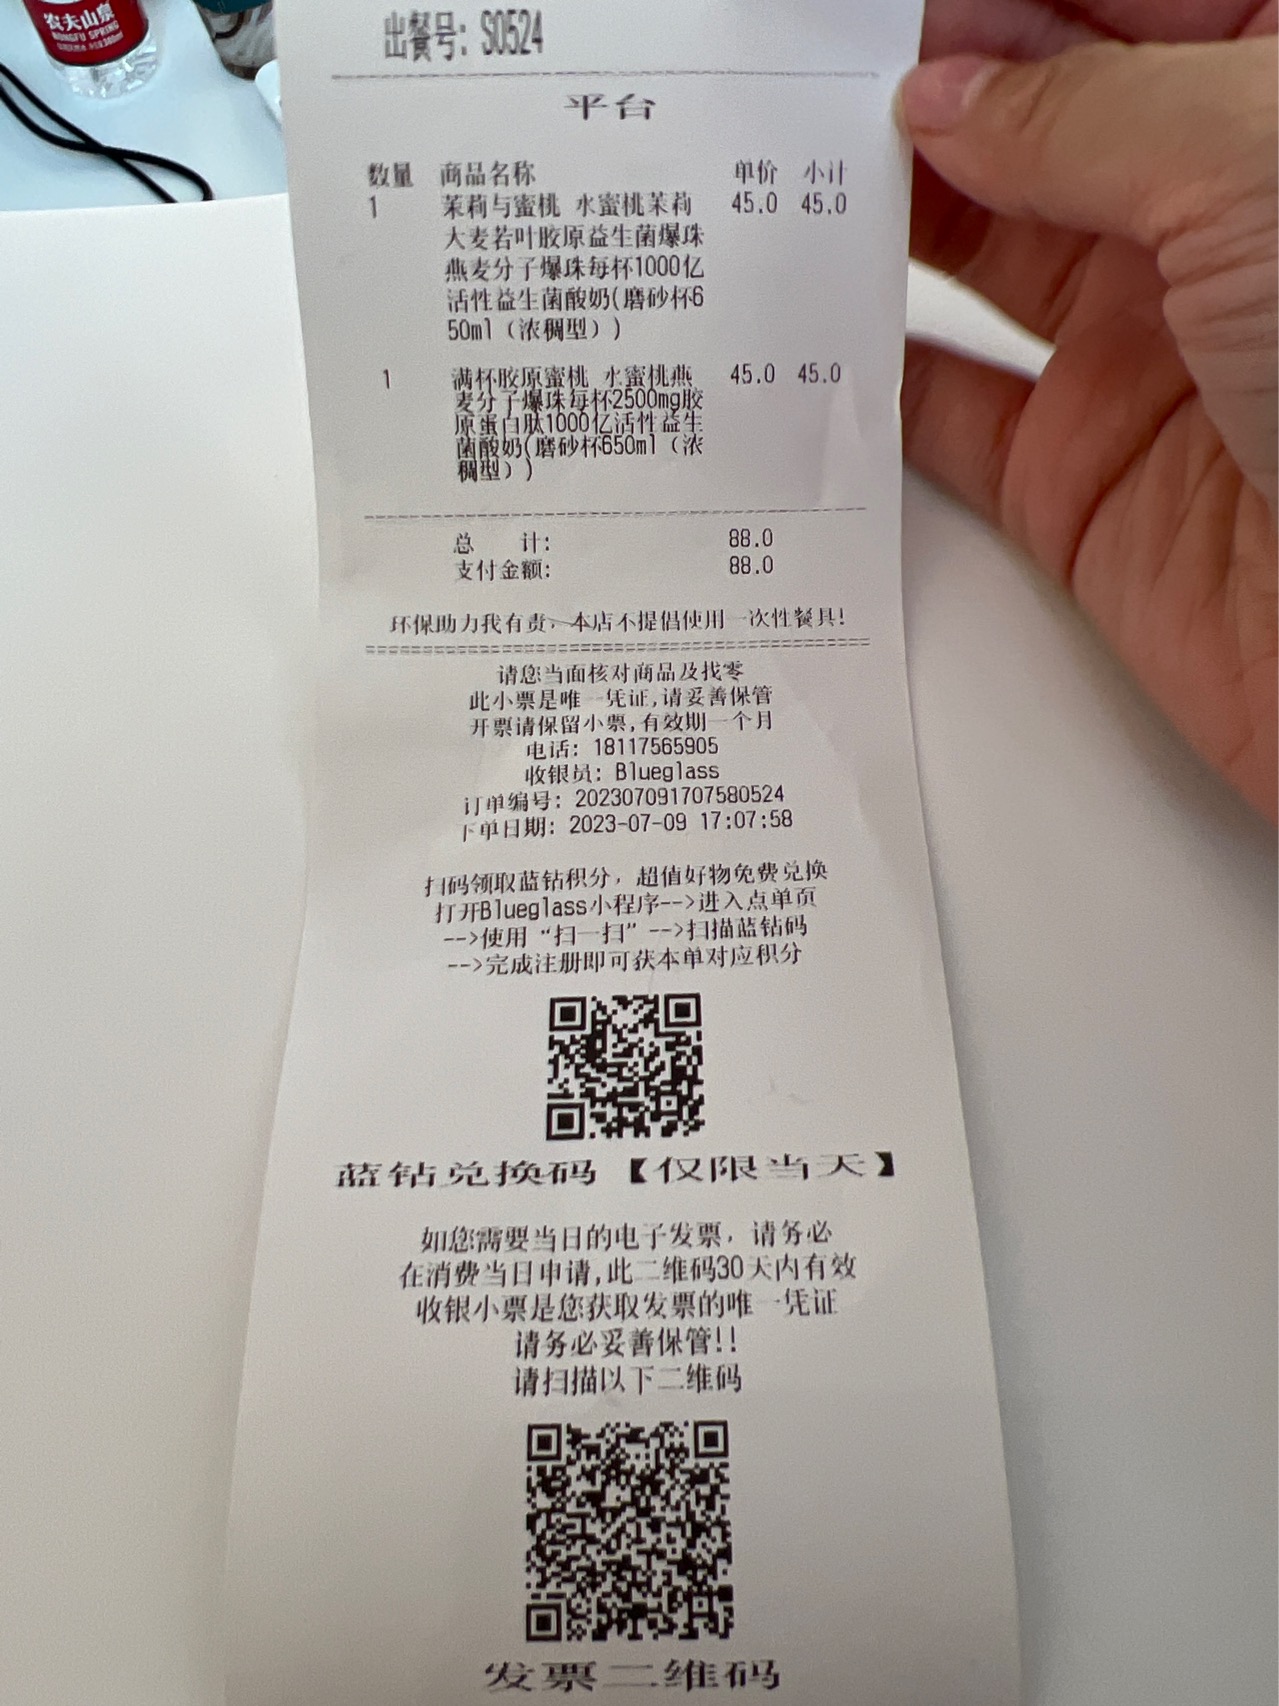 农夫山泉
NONGFU SPRING
出餐号: S0524
平台
数量 商品名称 单价 小计
1 茉莉与蜜桃 水蜜桃茉莉 45.0 45.0
大麦若叶胶原益生菌爆珠
燕麦分子爆珠每杯1000亿
活性益生菌酸奶(磨砂杯6
50ml（浓稠型）)
1 满杯胶原蜜桃 水蜜桃燕 45.0 45.0
麦分子爆珠每杯2500mg胶
原蛋白肽1000亿活性益生
菌酸奶(磨砂杯650ml（浓
稠型）)
总 计: 88.0
支付金额: 88.0
环保助力我有责，本店不提倡使用一次性餐具!
请您当面核对商品及找零
此小票是唯一凭证,请妥善保管
开票请保留小票,有效期一个月
电话: 18117565905
收银员: Blueglass
订单编号: 202307091707580524
下单日期: 2023-07-09 17:07:58
扫码领取蓝钻积分，超值好物免费兑换
打开Blueglass小程序-->进入点单页
-->使用“扫一扫”-->扫描蓝钻码
-->完成注册即可获本单对应积分
蓝钻兑换码【仅限当天】
如您需要当日的电子发票，请务必
在消费当日申请,此二维码30天内有效
收银小票是您获取发票的唯一凭证
请务必妥善保管!!
请扫描以下二维码
发票二维码